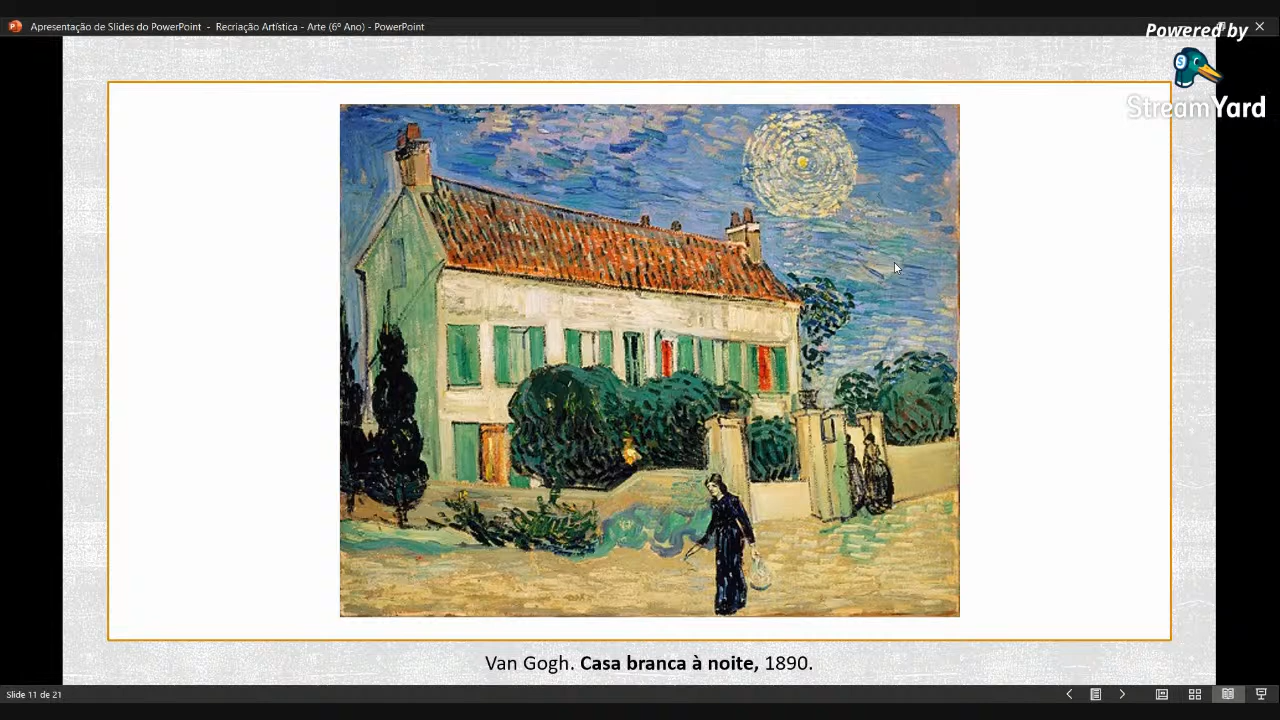 Apresentação de Slides do PowerPoint - Recriação Artística - Arte (6º Ano) - PowerPoint
Powered by
StreamYard
Van Gogh. Casa branca à noite, 1890.
Slide 11 de 21